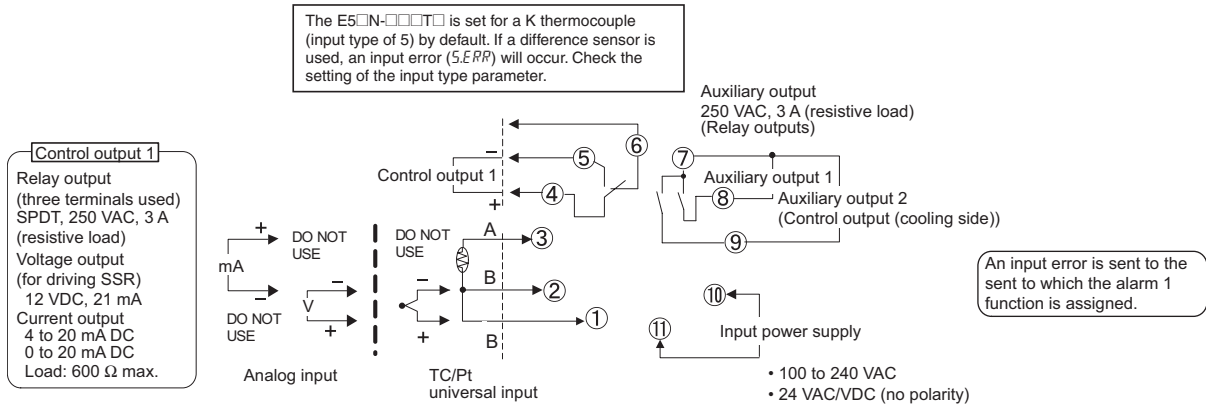 The E5□N-□□□T□ is set for a K thermocouple
(input type of 5) by default. If a difference sensor is
used, an input error (S.ERR) will occur. Check the
setting of the input type parameter.
Auxiliary output
250 VAC, 3 A (resistive load)
(Relay outputs)
Control output 1
Relay output
(three terminals used)
SPDT, 250 VAC, 3 A
(resistive load)
Voltage output
(for driving SSR)
12 VDC, 21 mA
Current output
4 to 20 mA DC
0 to 20 mA DC
Load: 600 Ω max.
+
mA
−
DO NOT
USE
DO NOT
USE
−
V
+
Analog input
DO NOT
USE
−
+
A
B
B
TC/Pt
universal input
Control output 1
−
+
⑥
⑤
④
③
②
①
⑦
Auxiliary output 1
⑧
Auxiliary output 2
(Control output (cooling side))
⑨
⑩
⑪
Input power supply
• 100 to 240 VAC
• 24 VAC/VDC (no polarity)
An input error is sent to the
sent to which the alarm 1
function is assigned.